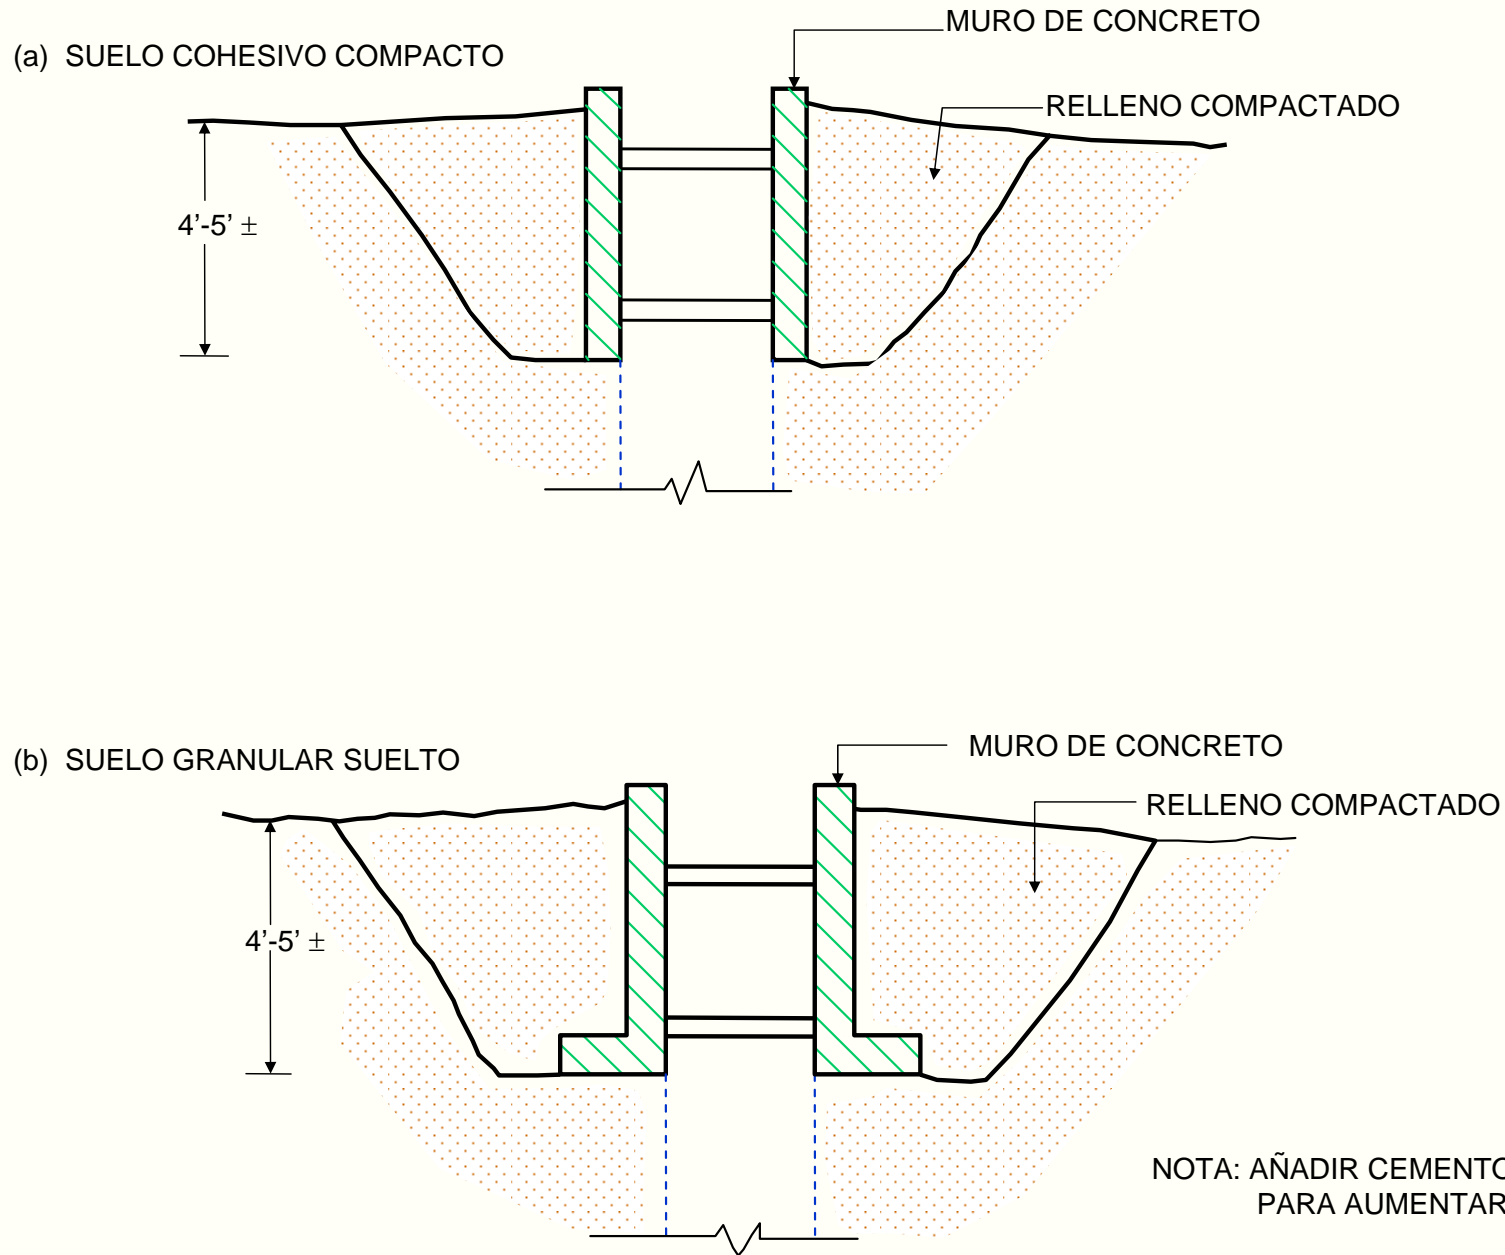 MURO DE CONCRETO
(a) SUELO COHESIVO COMPACTO
RELLENO COMPACTADO
4’-5’ ±
MURO DE CONCRETO
(b) SUELO GRANULAR SUELTO
RELLENO COMPACTADO
4’-5’ ±
NOTA: AÑADIR CEMENTO
PARA AUMENTAR